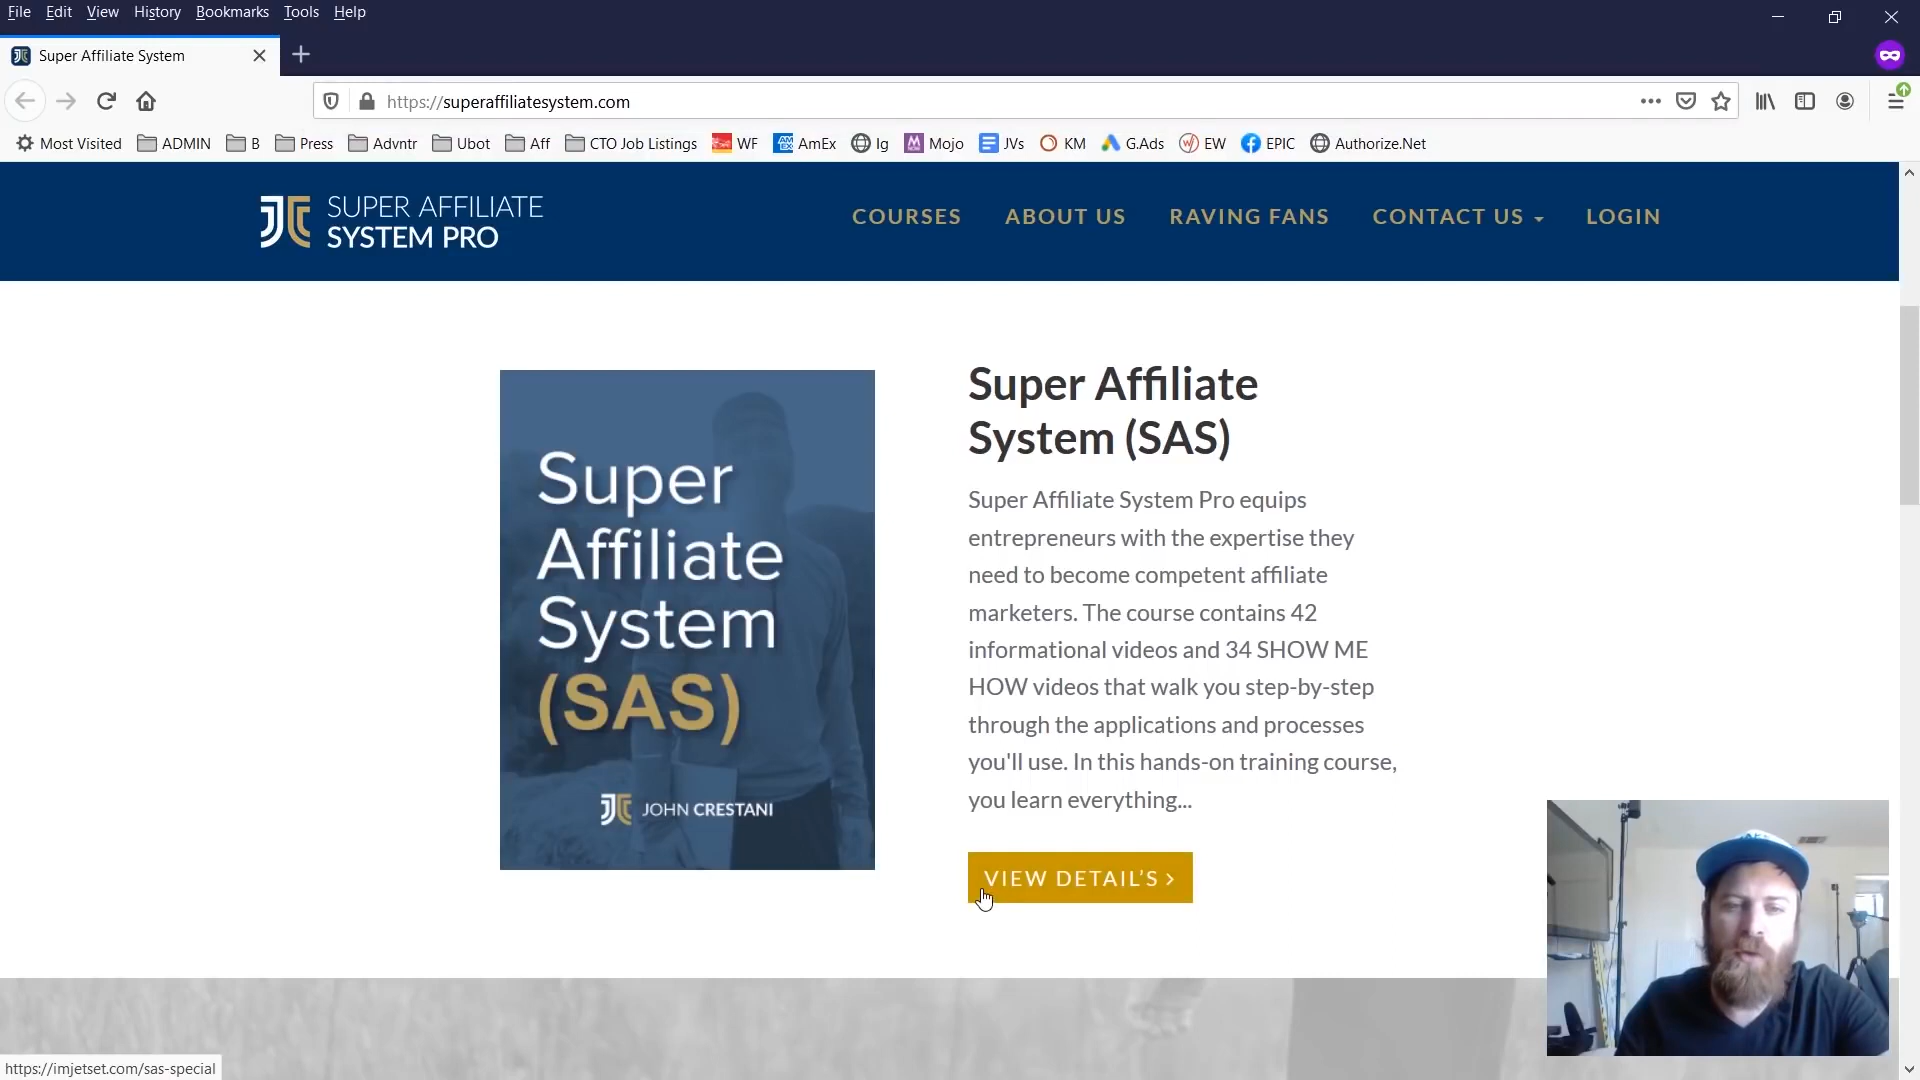 File Edit View History Bookmarks Tools Help
Super Affiliate System
https://superaffiliatesystem.com
Most Visited ADMIN B Press Advntr Ubot Aff CTO Job Listings WF AmEx Ig Mojo JVs KM G.Ads EW EPIC Authorize.Net
SUPER AFFILIATE
SYSTEM PRO
COURSES ABOUT US RAVING FANS CONTACT US LOGIN
Super
Affiliate
System
(SAS)
JOHN CRESTANI
Super Affiliate
System (SAS)
Super Affiliate System Pro equips
entrepreneurs with the expertise they
need to become competent affiliate
marketers. The course contains 42
informational videos and 34 SHOW ME
HOW videos that walk you step-by-step
through the applications and processes
you'll use. In this hands-on training course,
you learn everything...
VIEW DETAIL'S >
https://imjetset.com/sas-special